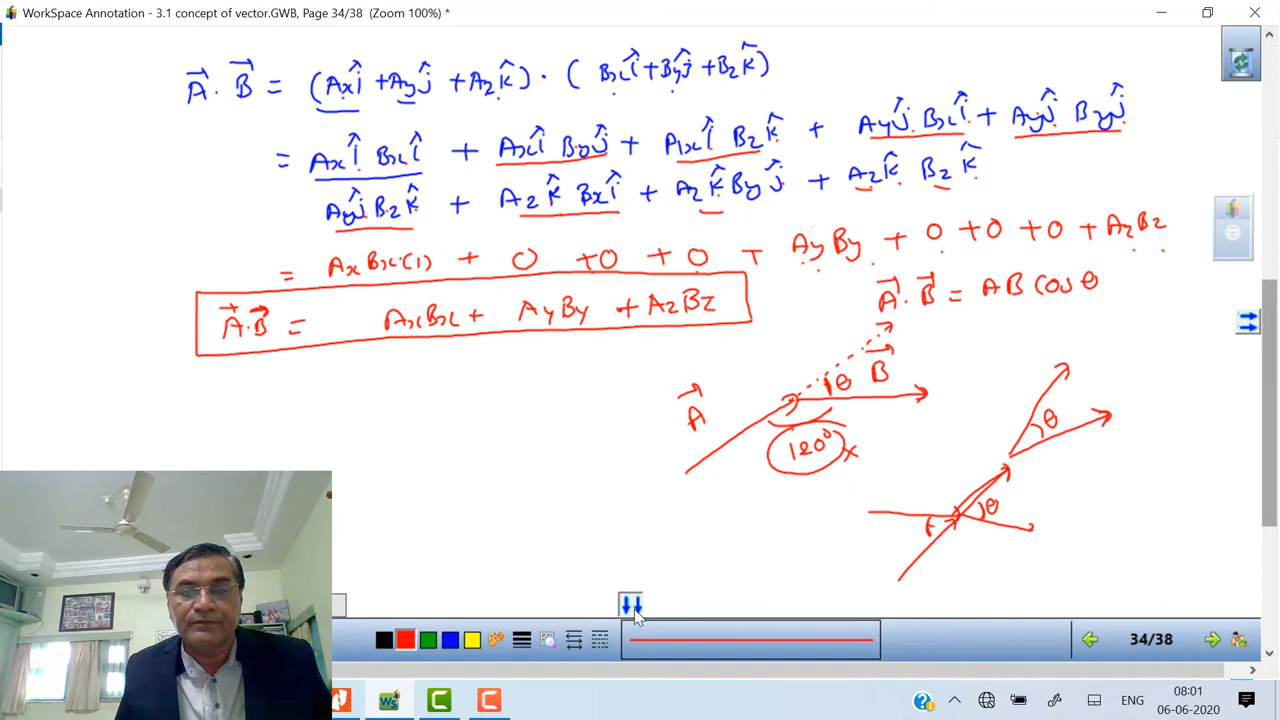 WorkSpace Annotation - 3.1 concept of vector.GWB, Page 34/38 (Zoom 100%) *
A⃗ . B⃗ = (Axî + Ayĵ + Azk̂) · (Bxî + Byĵ + Bzk̂)
= Axî Bxî + Axî Byĵ + Axî Bzk̂ + Ayĵ Bxî + Ayĵ Byĵ
Ayĵ Bzk̂ + Azk̂ Bxî + Azk̂ Byĵ + Azk̂ Bzk̂
= AxBx(1) + 0 + 0 + 0 + AyBy + 0 + 0 + 0 + AzBz
A⃗.B⃗ = AxBx + AyBy + AzBz
A⃗ . B⃗ = AB cos θ
A⃗
θ B⃗
120° x
θ
θ
34/38
ENG
08:01
06-06-2020